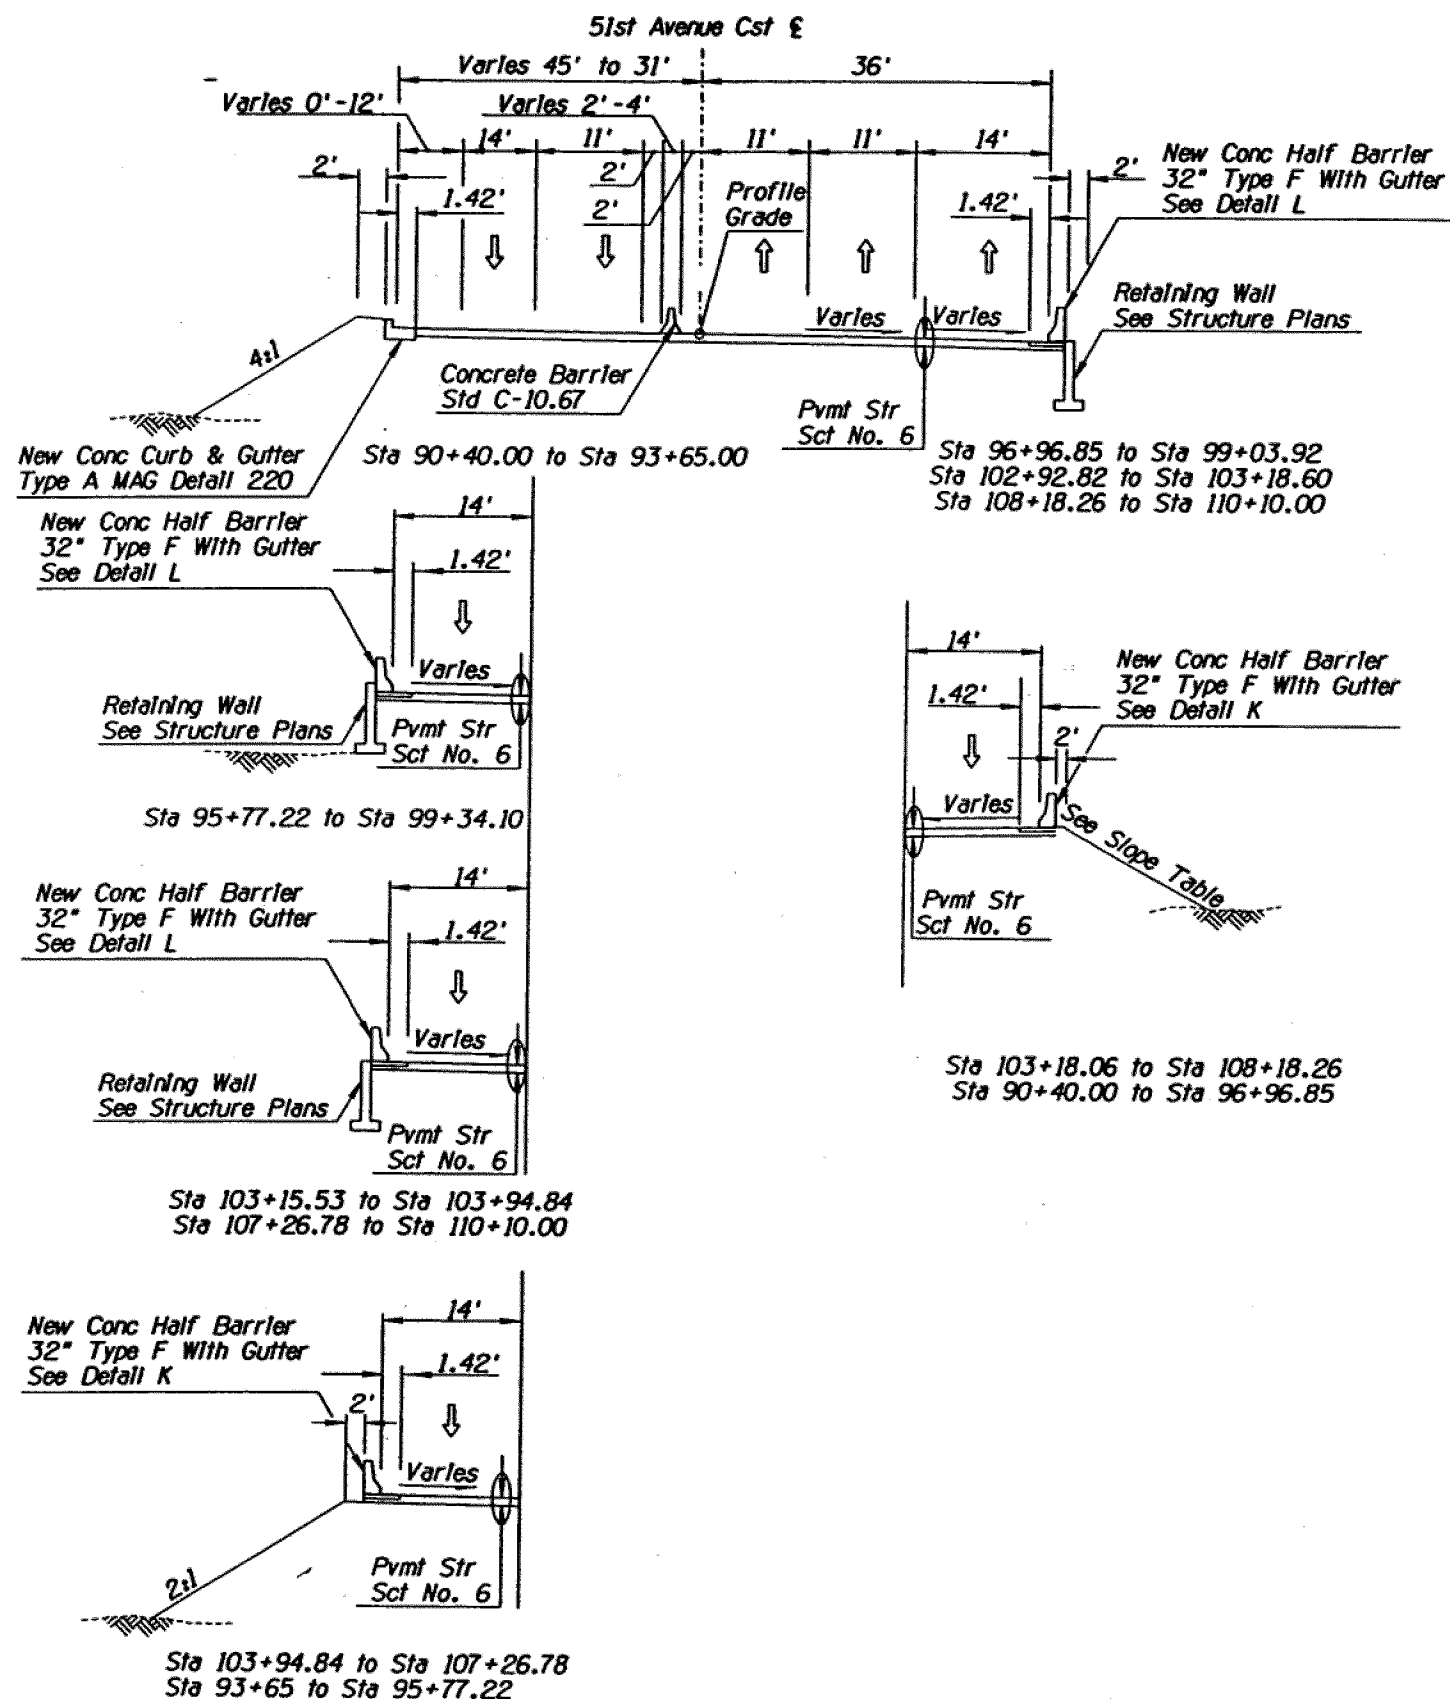 51st Avenue Cst ℄
Varies 45' to 31'
36'
Varies 0'-12'
Varies 2'-4'
14'
11'
11'
11'
14'
2'
2'
2'
2'
1.42'
1.42'
Profile
Grade
New Conc Half Barrier
32" Type F With Gutter
See Detail L
Retaining Wall
See Structure Plans
Varies
Varies
4:1
Concrete Barrier
Std C-10.67
Pvmt Str
Sct No. 6
New Conc Curb & Gutter
Type A MAG Detail 220
Sta 90+40.00 to Sta 93+65.00
Sta 96+96.85 to Sta 99+03.92
Sta 102+92.82 to Sta 103+18.60
Sta 108+18.26 to Sta 110+10.00
New Conc Half Barrier
32" Type F With Gutter
See Detail L
14'
1.42'
Varies
Retaining Wall
See Structure Plans
Pvmt Str
Sct No. 6
Sta 95+77.22 to Sta 99+34.10
14'
1.42'
2'
New Conc Half Barrier
32" Type F With Gutter
See Detail K
Varies
See Slope Table
Pvmt Str
Sct No. 6
Sta 103+18.06 to Sta 108+18.26
Sta 90+40.00 to Sta 96+96.85
New Conc Half Barrier
32" Type F With Gutter
See Detail L
14'
1.42'
Varies
Retaining Wall
See Structure Plans
Pvmt Str
Sct No. 6
Sta 103+15.53 to Sta 103+94.84
Sta 107+26.78 to Sta 110+10.00
New Conc Half Barrier
32" Type F With Gutter
See Detail K
14'
1.42'
2'
Varies
2:1
Pvmt Str
Sct No. 6
Sta 103+94.84 to Sta 107+26.78
Sta 93+65 to Sta 95+77.22